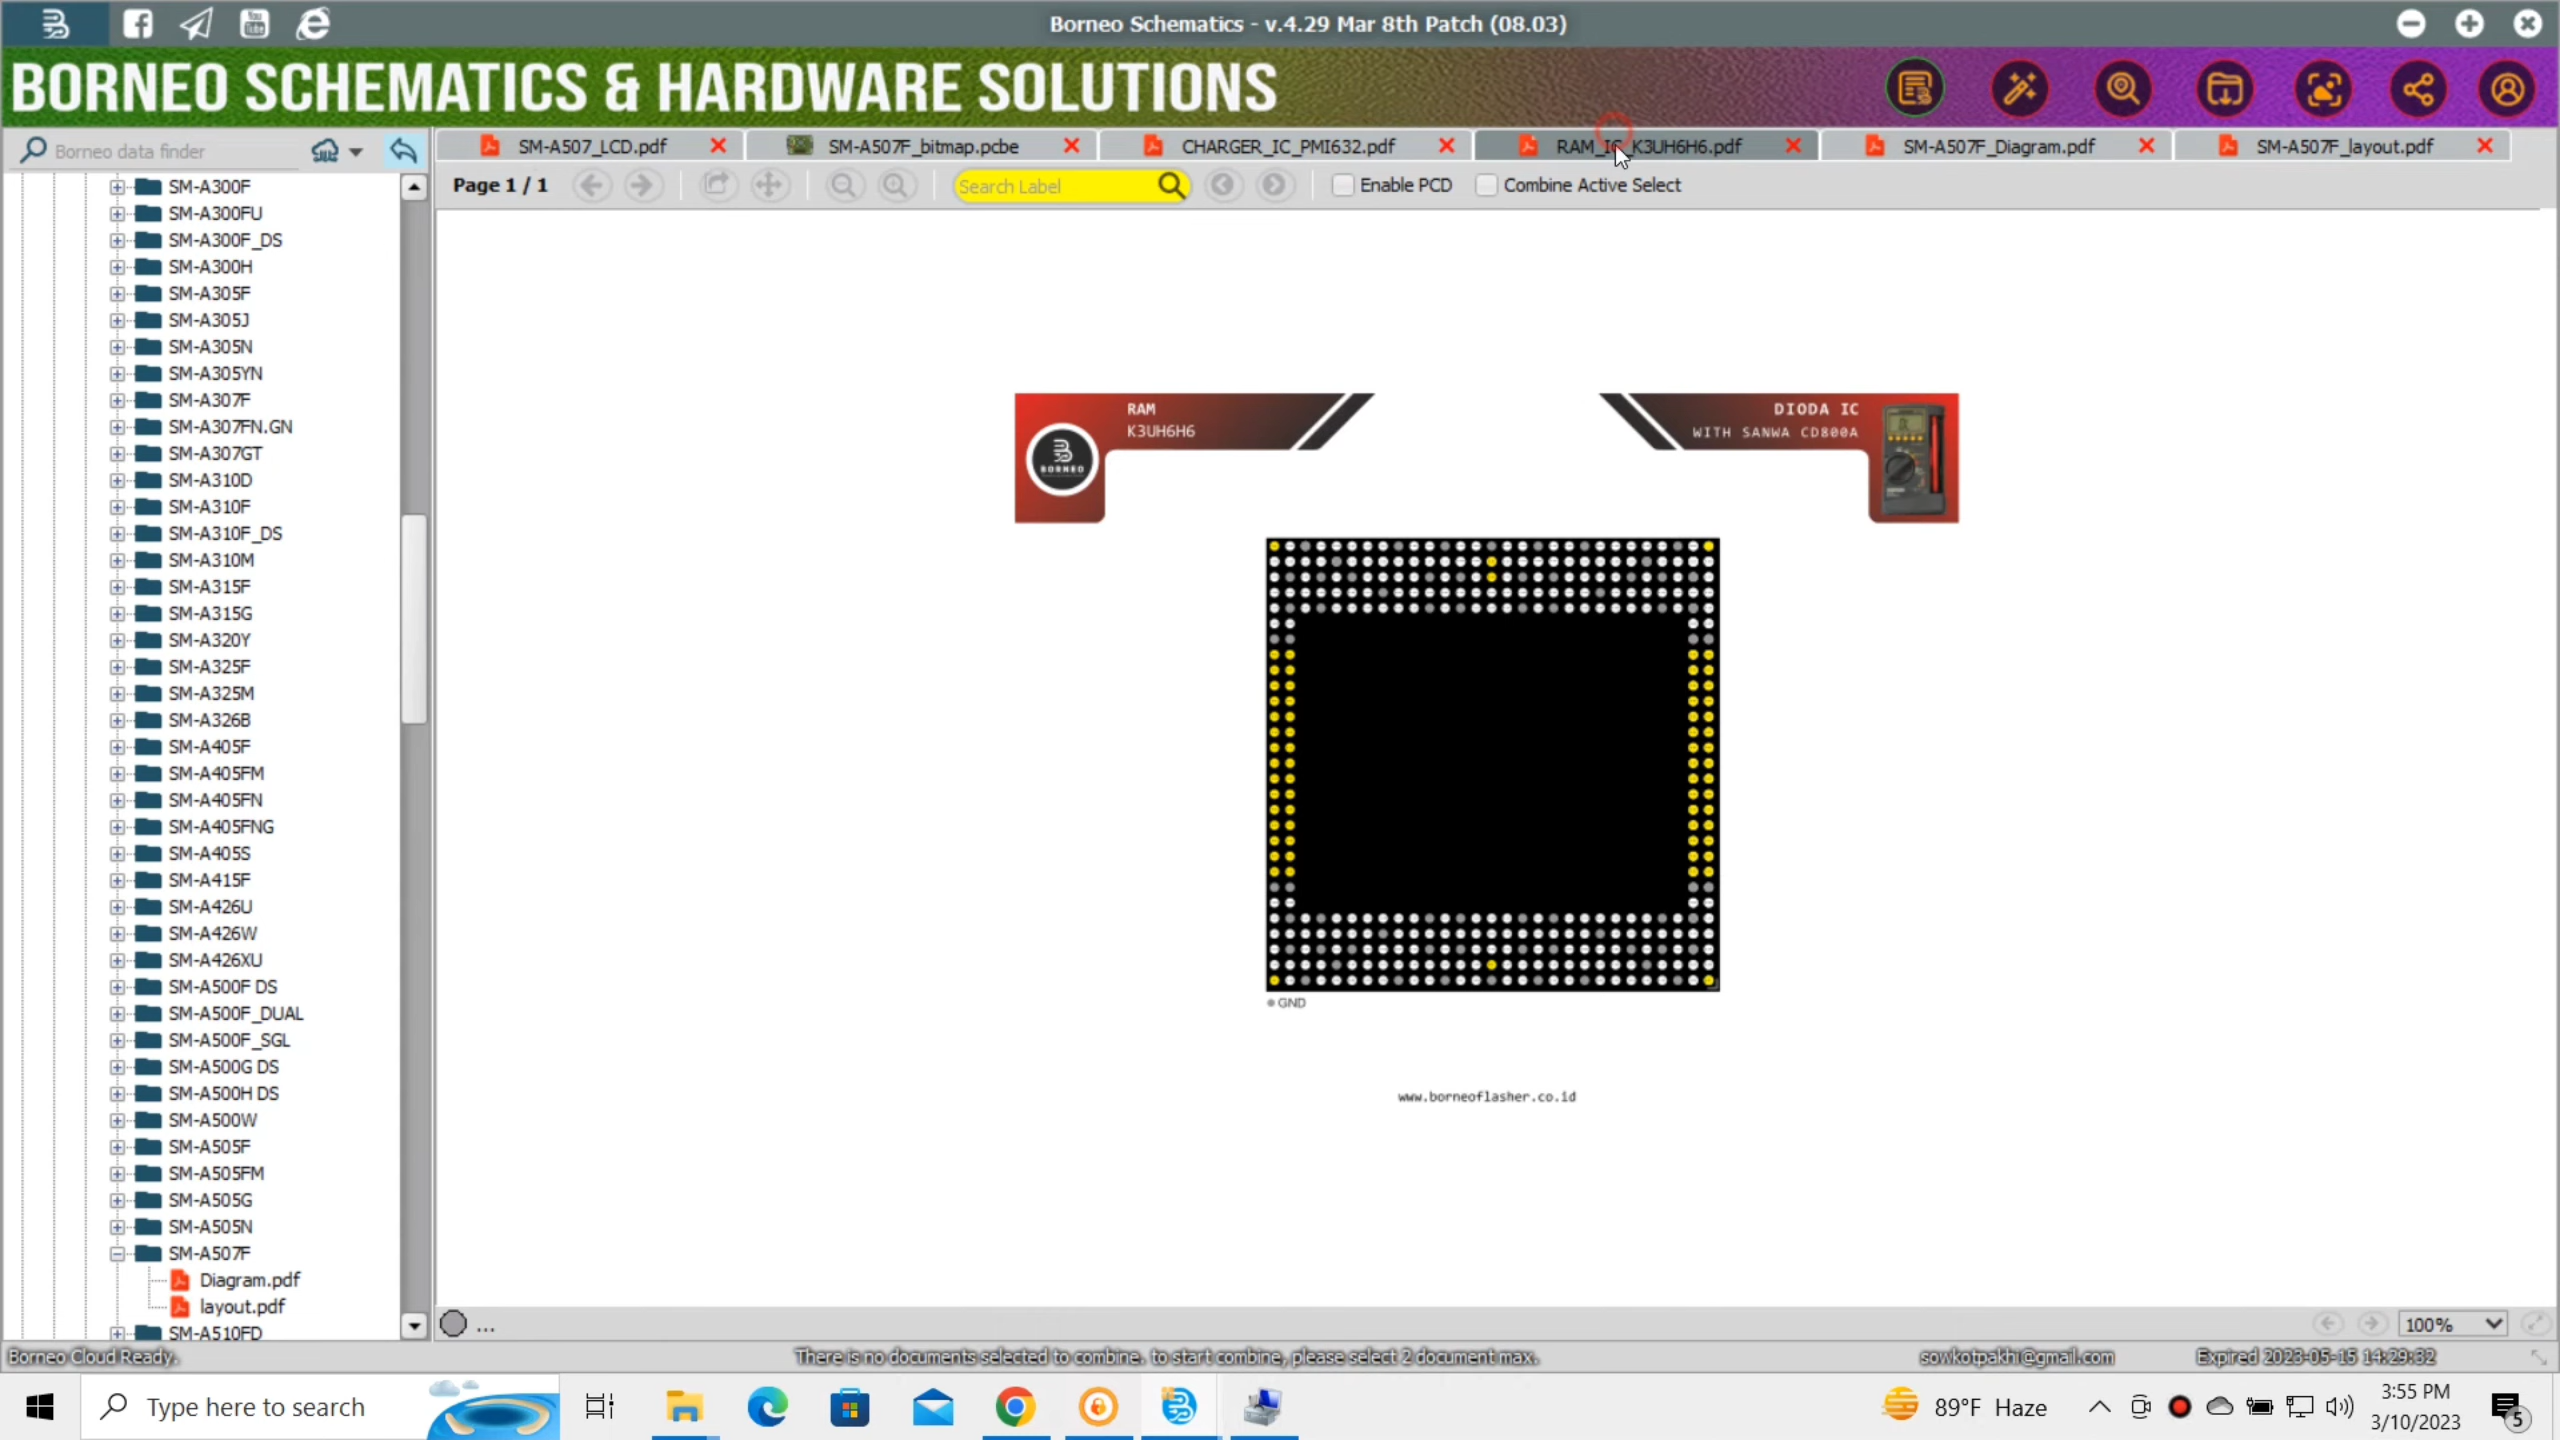 Borneo Schematics - v.4.29 Mar 8th Patch (08.03)
BORNEO SCHEMATICS & HARDWARE SOLUTIONS
Borneo data finder
SM-A507_LCD.pdf
SM-A507F_bitmap.pcbe
CHARGER_IC_PMI632.pdf
RAM_IC_K3UH6H6.pdf
SM-A507F_Diagram.pdf
SM-A507F_layout.pdf
Page 1 / 1
Search Label
Enable PCD
Combine Active Select
SM-A300F
SM-A300FU
SM-A300F_DS
SM-A300H
SM-A305F
SM-A305J
SM-A305N
SM-A305YN
SM-A307F
SM-A307FN.GN
SM-A307GT
SM-A310D
SM-A310F
SM-A310F_DS
SM-A310M
SM-A315F
SM-A315G
SM-A320Y
SM-A325F
SM-A325M
SM-A326B
SM-A405F
SM-A405FM
SM-A405FN
SM-A405FNG
SM-A405S
SM-A415F
SM-A426U
SM-A426W
SM-A426XU
SM-A500F DS
SM-A500F_DUAL
SM-A500F_SGL
SM-A500G DS
SM-A500H DS
SM-A500W
SM-A505F
SM-A505FM
SM-A505G
SM-A505N
SM-A507F
Diagram.pdf
layout.pdf
SM-A510FD
RAM
K3UH6H6
BORNEO
DIODA IC
WITH SANWA CD800A
GND
www.borneoflasher.co.id
...
100%
Borneo Cloud Ready.
There is no documents selected to combine. to start combine, please select 2 document max.
sowkotpakhi@gmail.com
Expired 2023-05-15 14:29:32
Type here to search
89°F Haze
3:55 PM
3/10/2023
5